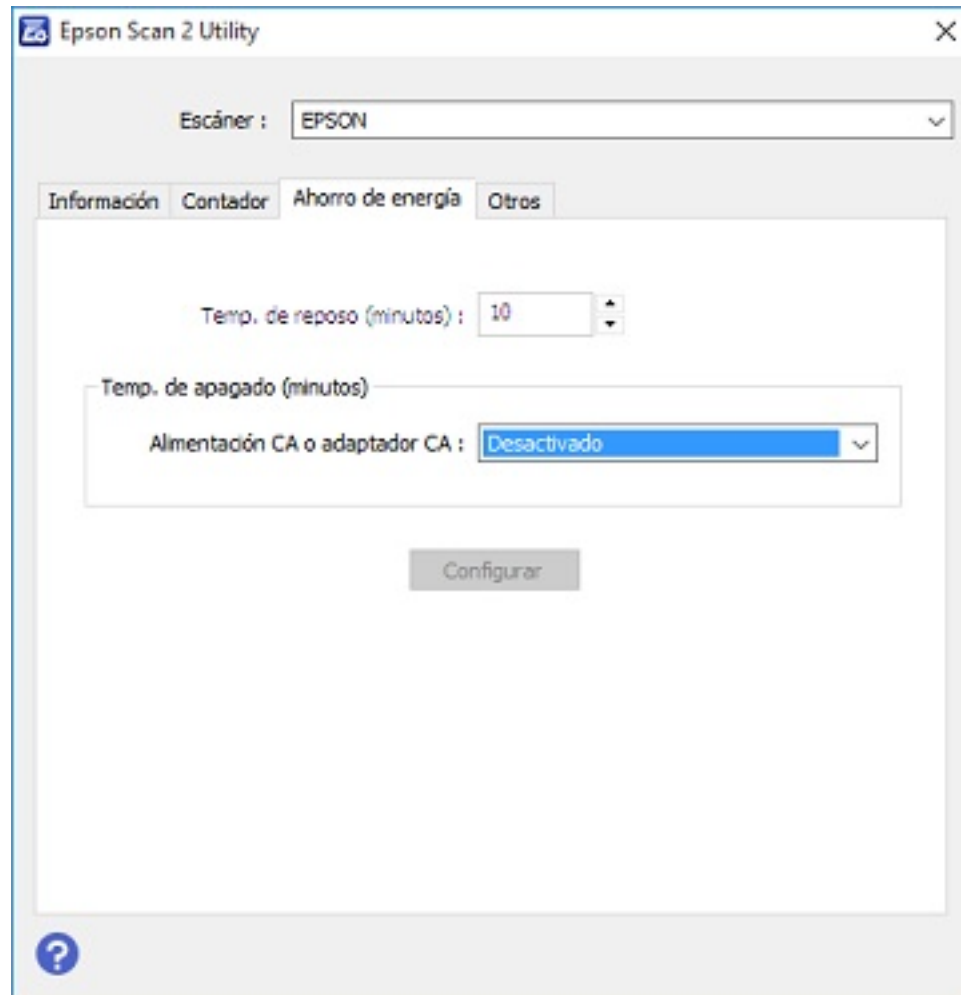 Epson Scan 2 Utility
Escáner : EPSON
Información Contador Ahorro de energía Otros
Temp. de reposo (minutos) : 10
Temp. de apagado (minutos)
Alimentación CA o adaptador CA : Desactivado
Configurar
?